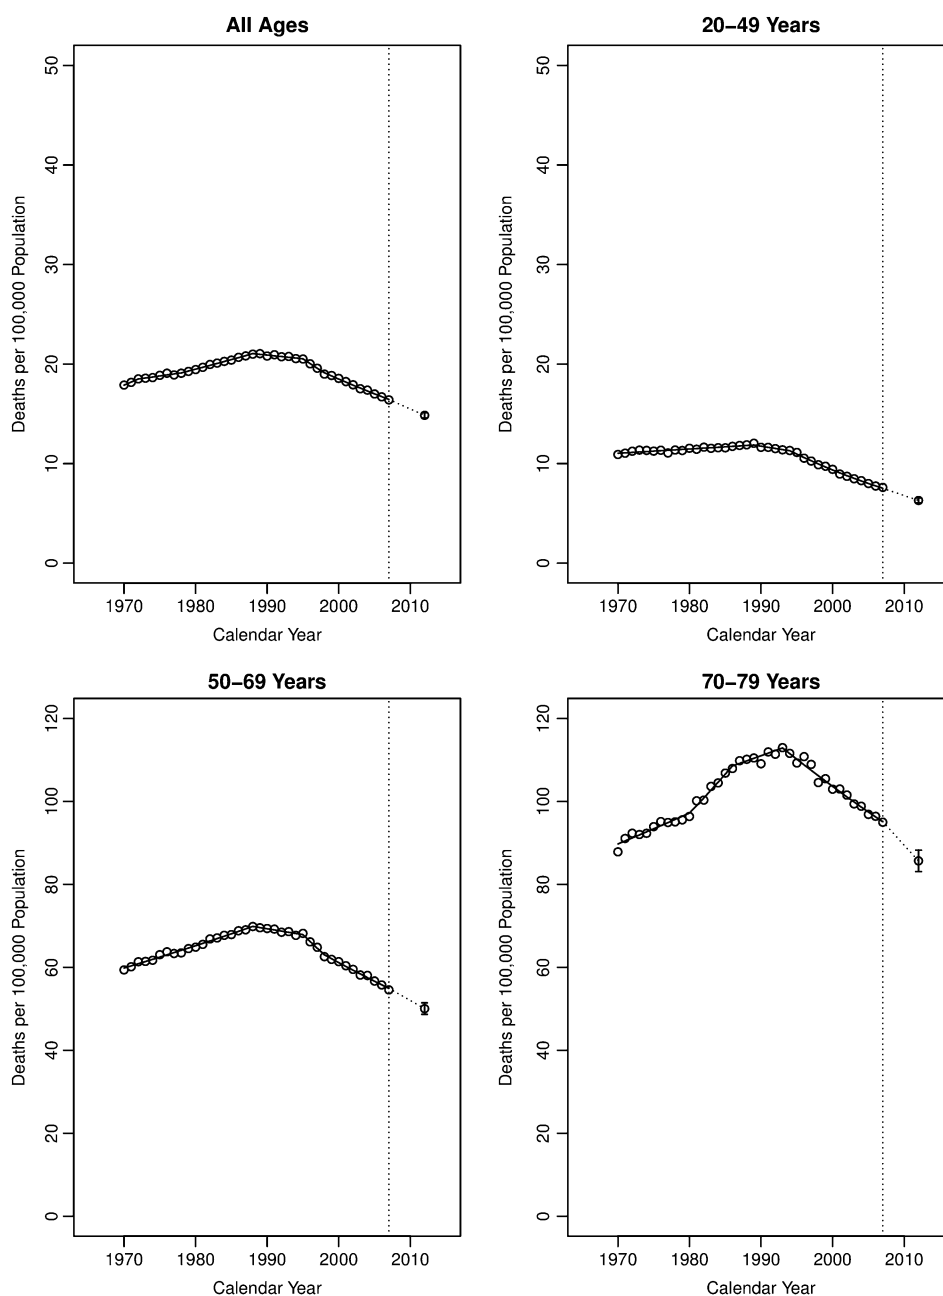 All Ages
Deaths per 100,000 Population
50
40
30
20
10
0
1970 1980 1990 2000 2010
Calendar Year
20–49 Years
Deaths per 100,000 Population
50
40
30
20
10
0
1970 1980 1990 2000 2010
Calendar Year
50–69 Years
Deaths per 100,000 Population
120
100
80
60
40
20
0
1970 1980 1990 2000 2010
Calendar Year
70–79 Years
Deaths per 100,000 Population
120
100
80
60
40
20
0
1970 1980 1990 2000 2010
Calendar Year